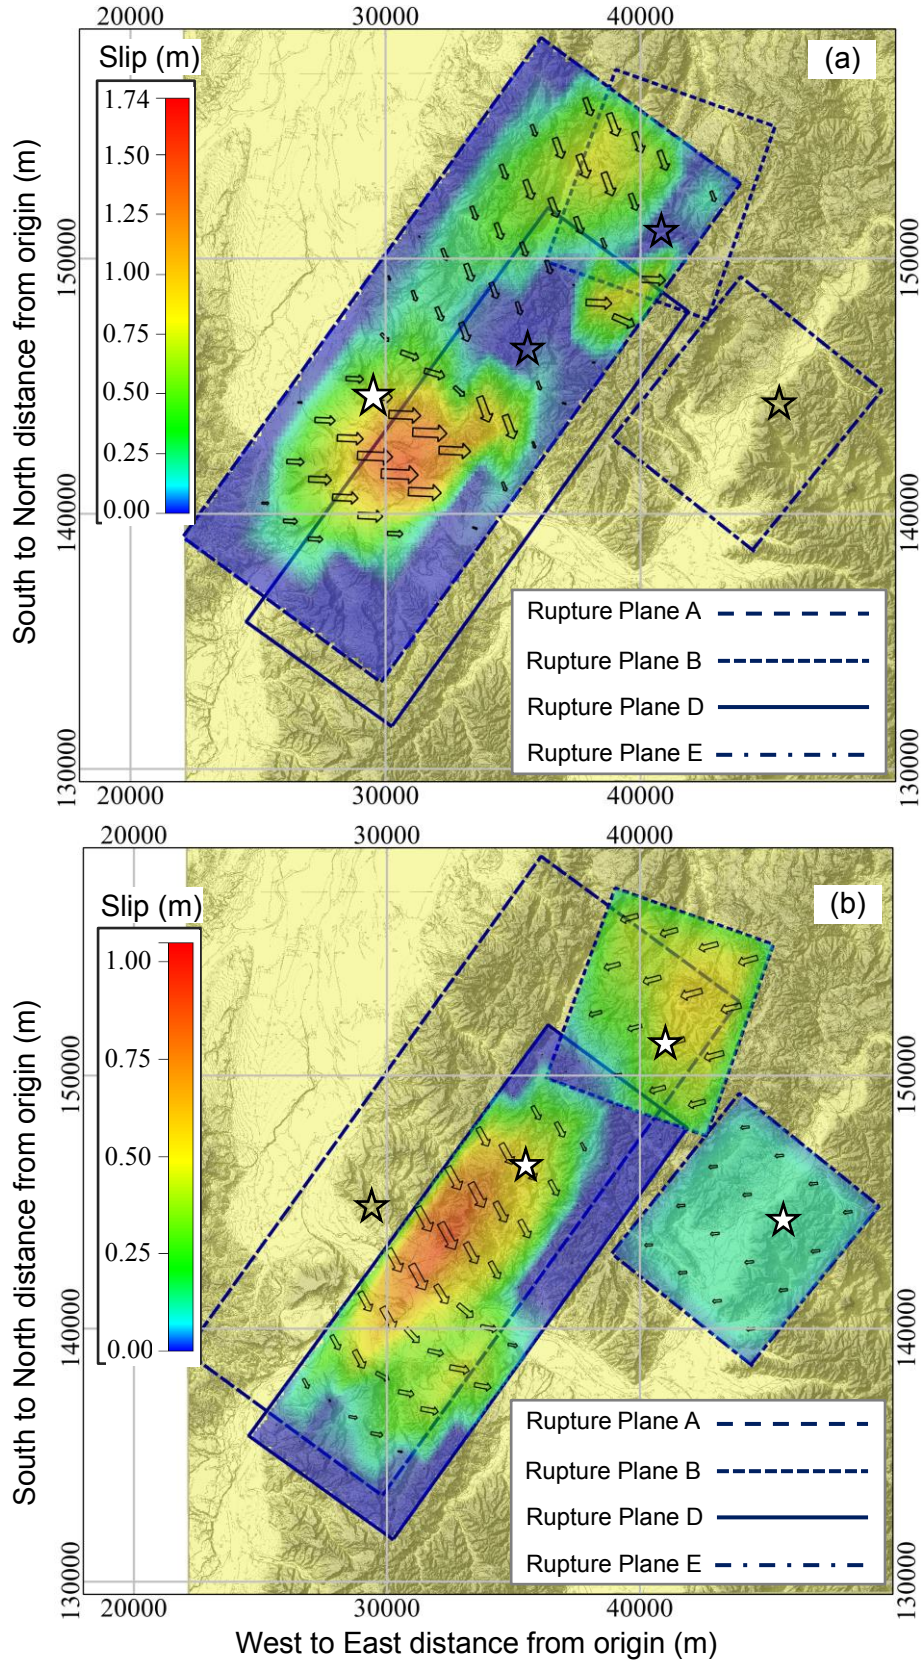 20000 30000 40000
Slip (m)
(a)
1.74
1.50
1.25
1.00
0.75
0.50
0.25
0.00
South to North distance from origin (m)
150000
140000
130000
150000
140000
130000
Rupture Plane A
Rupture Plane B
Rupture Plane D
Rupture Plane E
20000 30000 40000
20000 30000 40000
Slip (m)
(b)
1.00
0.75
0.50
0.25
0.00
South to North distance from origin (m)
150000
140000
130000
150000
140000
130000
Rupture Plane A
Rupture Plane B
Rupture Plane D
Rupture Plane E
20000 30000 40000
West to East distance from origin (m)